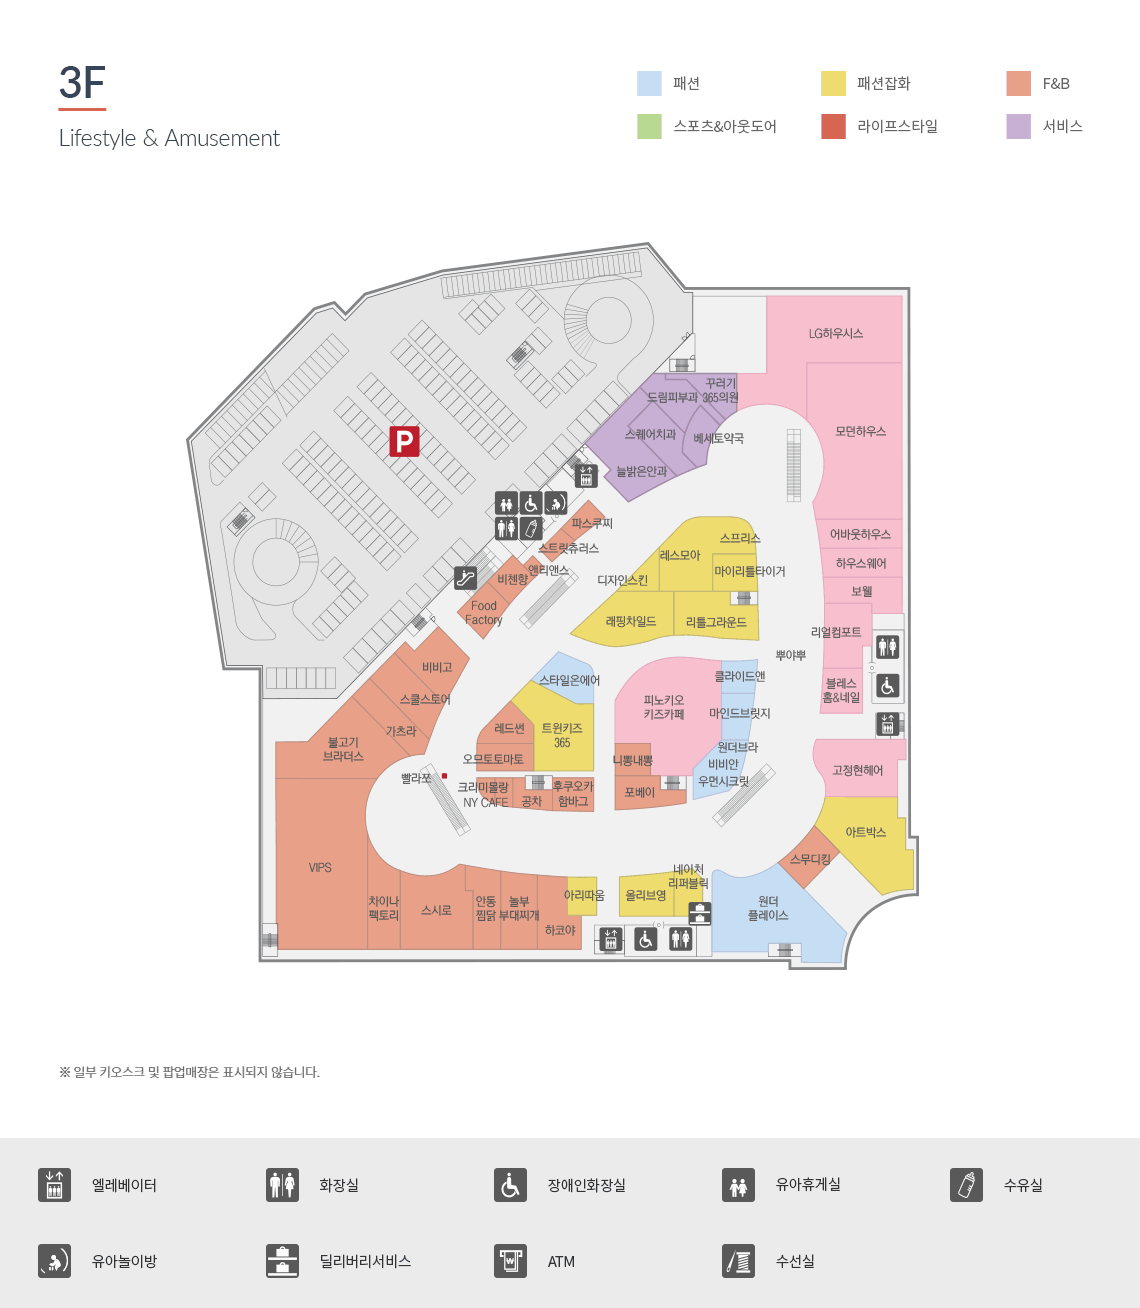 3F
Lifestyle & Amusement
패션
패션잡화
F&B
스포츠&아웃도어
라이프스타일
서비스
LG하우시스
꾸러기
365의원
드림피부과
모던하우스
스퀘어치과
베세토약국
늘밝은안과
P
파스쿠찌
스트릿츄러스
스프리스
어바웃하우스
레스모아
하우스웨어
앤티앤스
마이리틀타이거
비첸향
디자인스킨
보웰
Food
Factory
래핑차일드
리틀그라운드
리얼컴포트
뿌야뿌
비비고
스타일온에어
클라이드앤
블레스
홈&네일
스쿨스토어
피노키오
키즈카페
마인드브릿지
가츠라
레드썬
트윈키즈
365
불고기
브라더스
원더브라
오므토토마토
니뽕내뽕
비비안
고정현헤어
빨라쪼
우먼시크릿
크리미몰랑
NY CAFE
공차
후쿠오카
함바그
포베이
아트박스
VIPS
스무디킹
네이처
리퍼블릭
아리따움
올리브영
차이나
팩토리
스시로
안동
찜닭
놀부
부대찌개
원더
플레이스
하코야
※ 일부 키오스크 및 팝업매장은 표시되지 않습니다.
엘레베이터
화장실
장애인화장실
유아휴게실
수유실
유아놀이방
딜리버리서비스
W
ATM
수선실